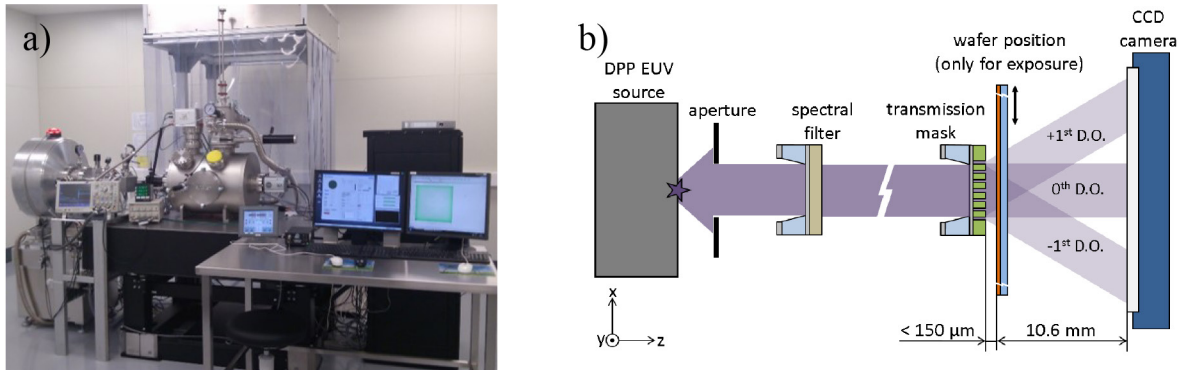 a)
b)
DPP EUV
source
aperture
spectral
filter
transmission
mask
wafer position
(only for exposure)
CCD
camera
+1st D.O.
0th D.O.
-1st D.O.
x
y
z
< 150 μm
10.6 mm